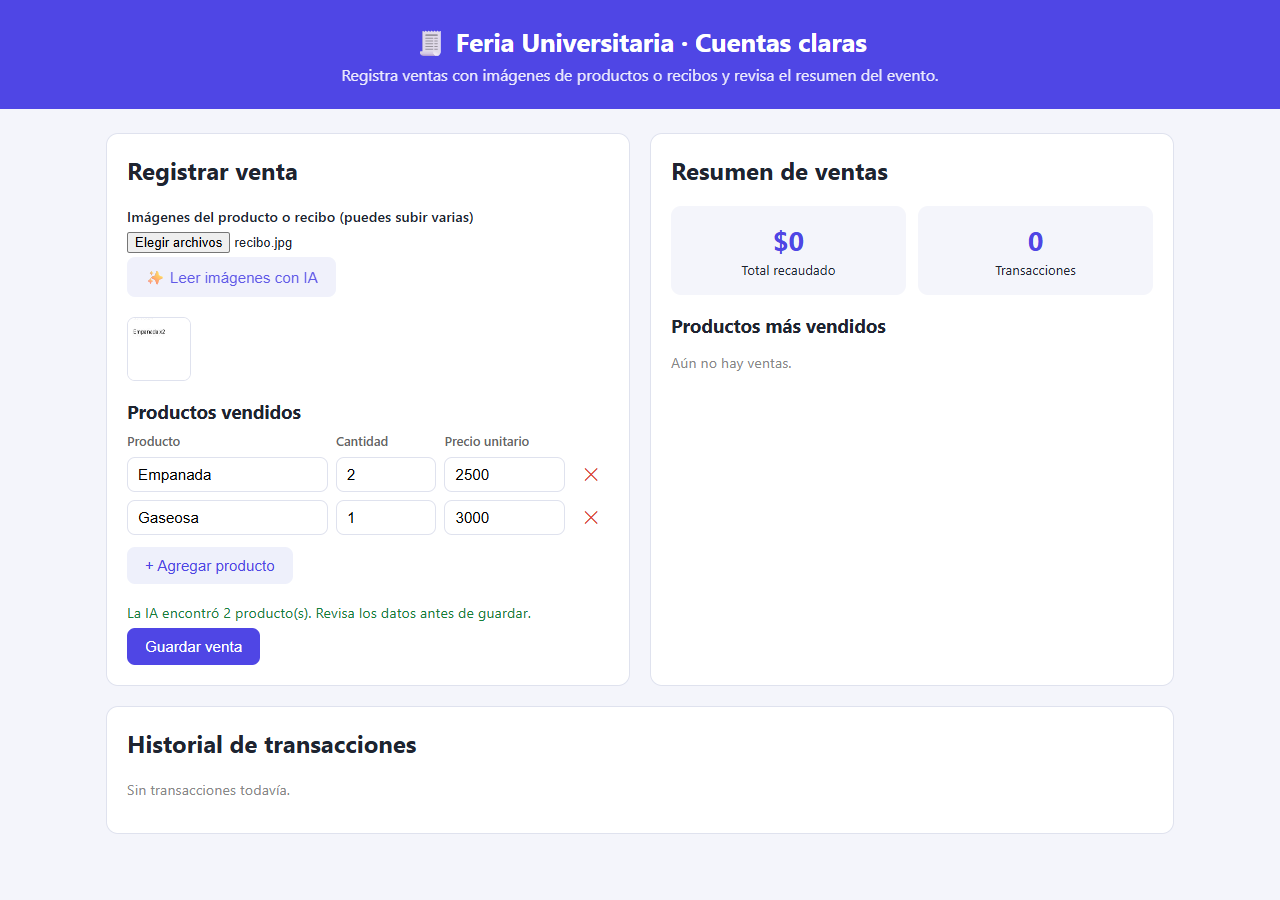 Feria Universitaria · Cuentas claras
Registra ventas con imágenes de productos o recibos y revisa el resumen del evento.
Registrar venta
Imágenes del producto o recibo (puedes subir varias)
Elegir archivos recibo.jpg
✨ Leer imágenes con IA
Empanada x2
Productos vendidos
Producto Cantidad Precio unitario
Empanada 2 2500
Gaseosa 1 3000
+ Agregar producto
La IA encontró 2 producto(s). Revisa los datos antes de guardar.
Guardar venta
Resumen de ventas
$0 0
Total recaudado Transacciones
Productos más vendidos
Aún no hay ventas.
Historial de transacciones
Sin transacciones todavía.